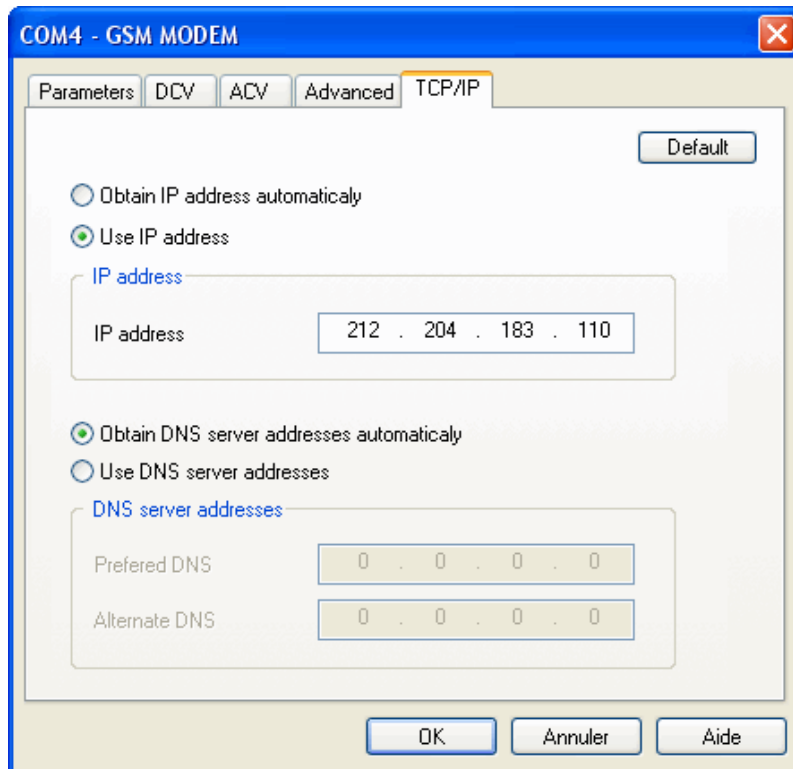 COM4 - GSM MODEM
Parameters DCV ACV Advanced TCP/IP
Default
Obtain IP address automaticaly
Use IP address
IP address
IP address 212 . 204 . 183 . 110
Obtain DNS server addresses automaticaly
Use DNS server addresses
DNS server addresses
Prefered DNS 0 . 0 . 0 . 0
Alternate DNS 0 . 0 . 0 . 0
OK Annuler Aide